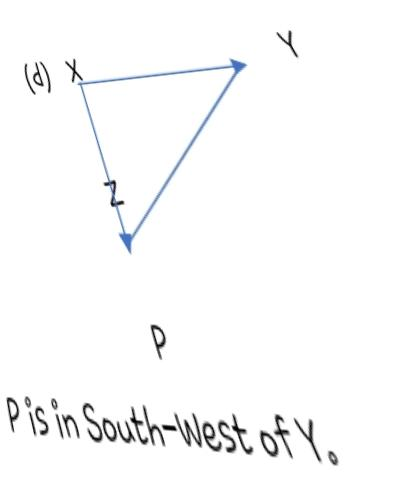 (d) X Y
Z
P
P is in South-West of Y.